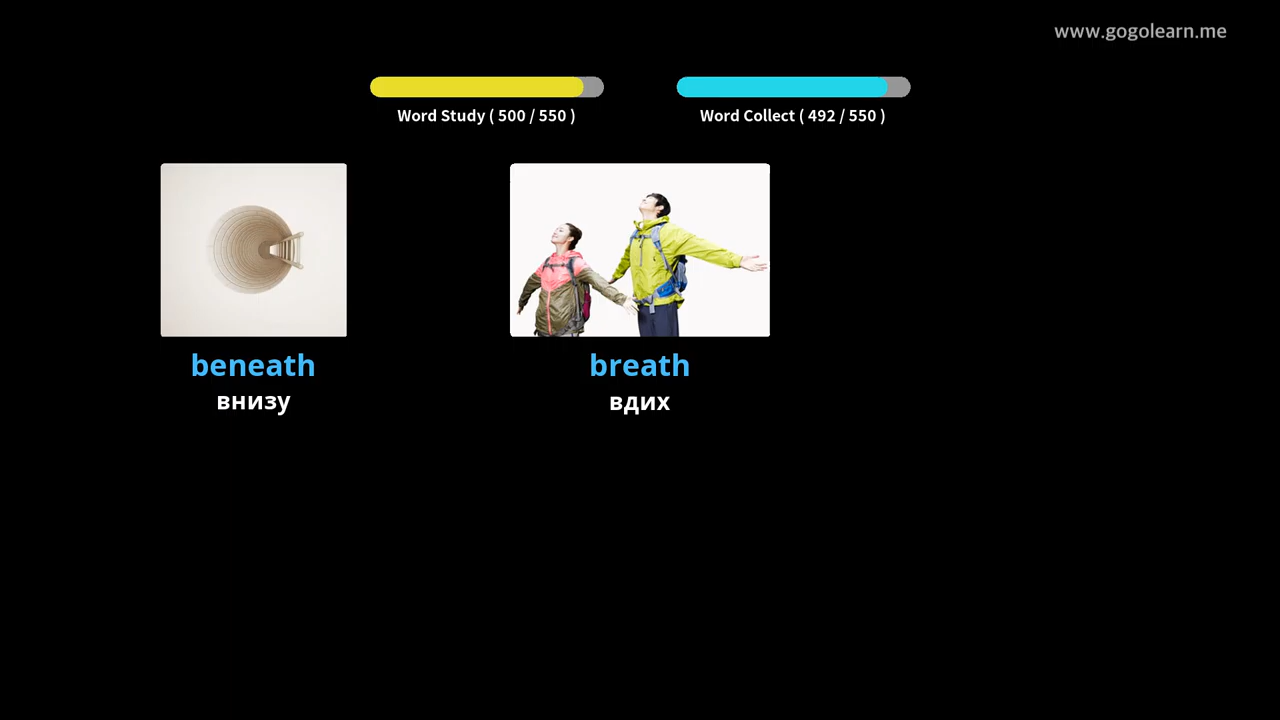 www.gogolearn.me
Word Study ( 500 / 550 )
Word Collect ( 492 / 550 )
beneath
внизу
breath
вдих